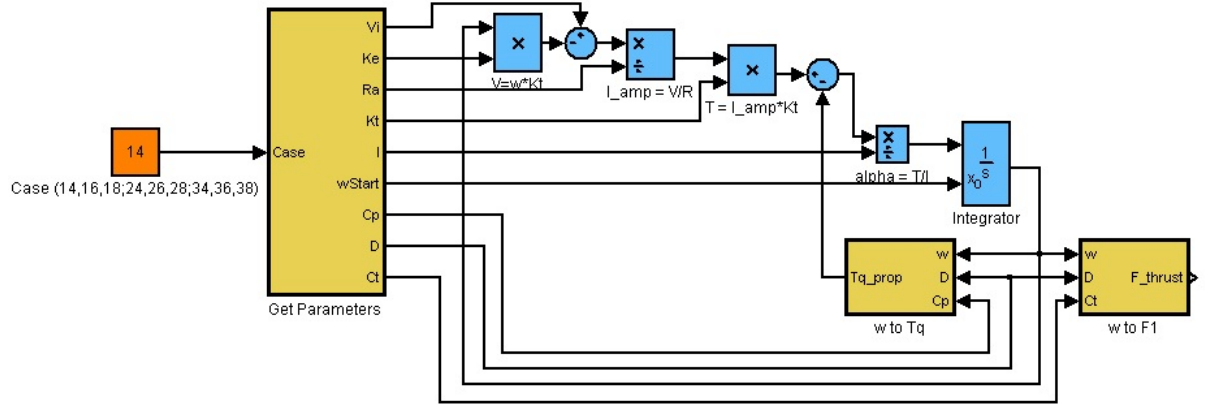 Vi
Ke
Ra
Kt
I
wStart
Cp
D
Ct
Case
Get Parameters
14
Case (14,16,18;24,26,28;34,36,38)
×
V=w*Kt
-+
×
÷
I_amp = V/R
×
T = I_amp*Kt
+-
×
÷
alpha = T/I
1
s
x0
Integrator
w
D
Cp
Tq_prop
w to Tq
w
D
Ct
F_thrust
w to F1